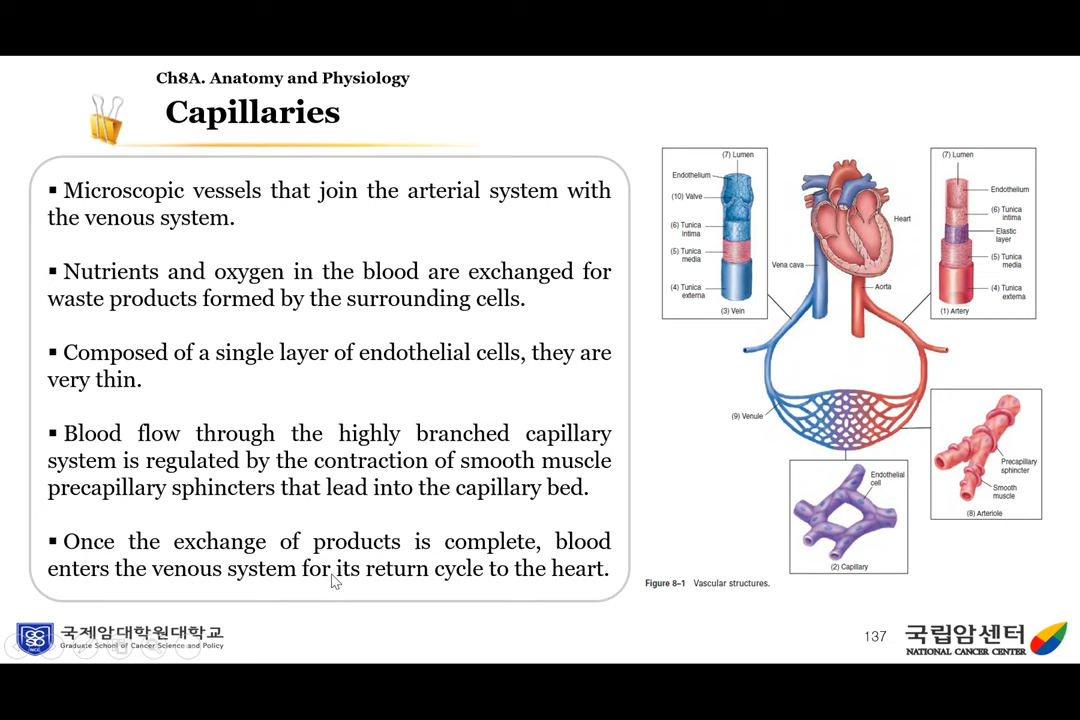 Ch8A. Anatomy and Physiology
Capillaries
▪ Microscopic vessels that join the arterial system with
the venous system.
▪ Nutrients and oxygen in the blood are exchanged for
waste products formed by the surrounding cells.
▪ Composed of a single layer of endothelial cells, they are
very thin.
▪ Blood flow through the highly branched capillary
system is regulated by the contraction of smooth muscle
precapillary sphincters that lead into the capillary bed.
▪ Once the exchange of products is complete, blood
enters the venous system for its return cycle to the heart.
(7) Lumen
Endothelium
(10) Valve
(6) Tunica
intima
(5) Tunica
media
(4) Tunica
externa
(3) Vein
Heart
Vena cava
Aorta
(7) Lumen
Endothelium
(6) Tunica
intima
Elastic
layer
(5) Tunica
media
(4) Tunica
externa
(1) Artery
(9) Venule
Precapillary
sphincter
Smooth
muscle
(8) Arteriole
Endothelial
cell
(2) Capillary
Figure 8–1 Vascular structures.
NCC
국제암대학원대학교
Graduate School of Cancer Science and Policy
137
국립암센터
NATIONAL CANCER CENTER